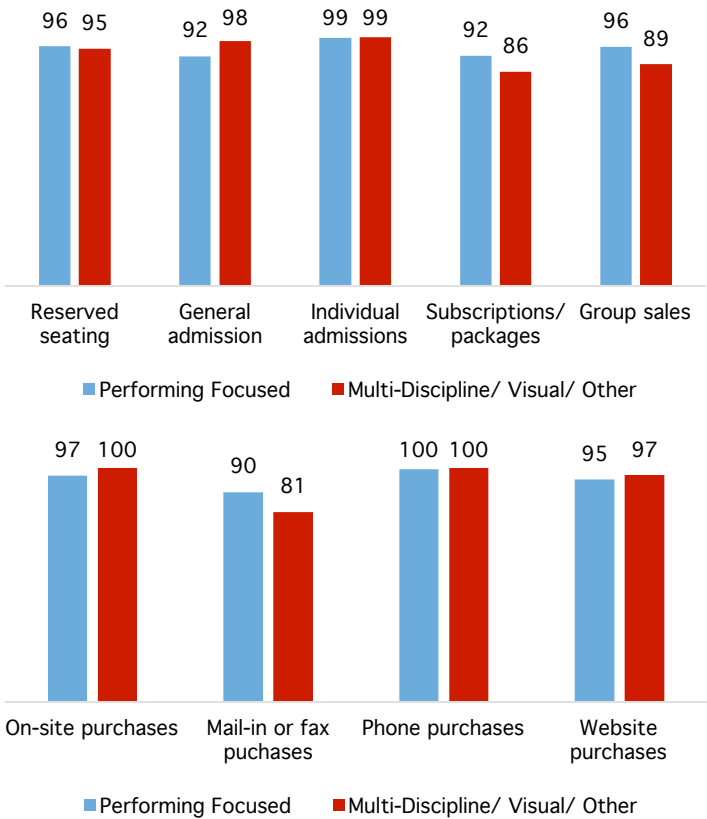 96 95 92 98 99 99 92 86 96 89
Reserved seating
General admission
Individual admissions
Subscriptions/ packages
Group sales
Performing Focused
Multi-Discipline/ Visual/ Other
97 100 90 81 100 100 95 97
On-site purchases
Mail-in or fax puchases
Phone purchases
Website purchases
Performing Focused
Multi-Discipline/ Visual/ Other